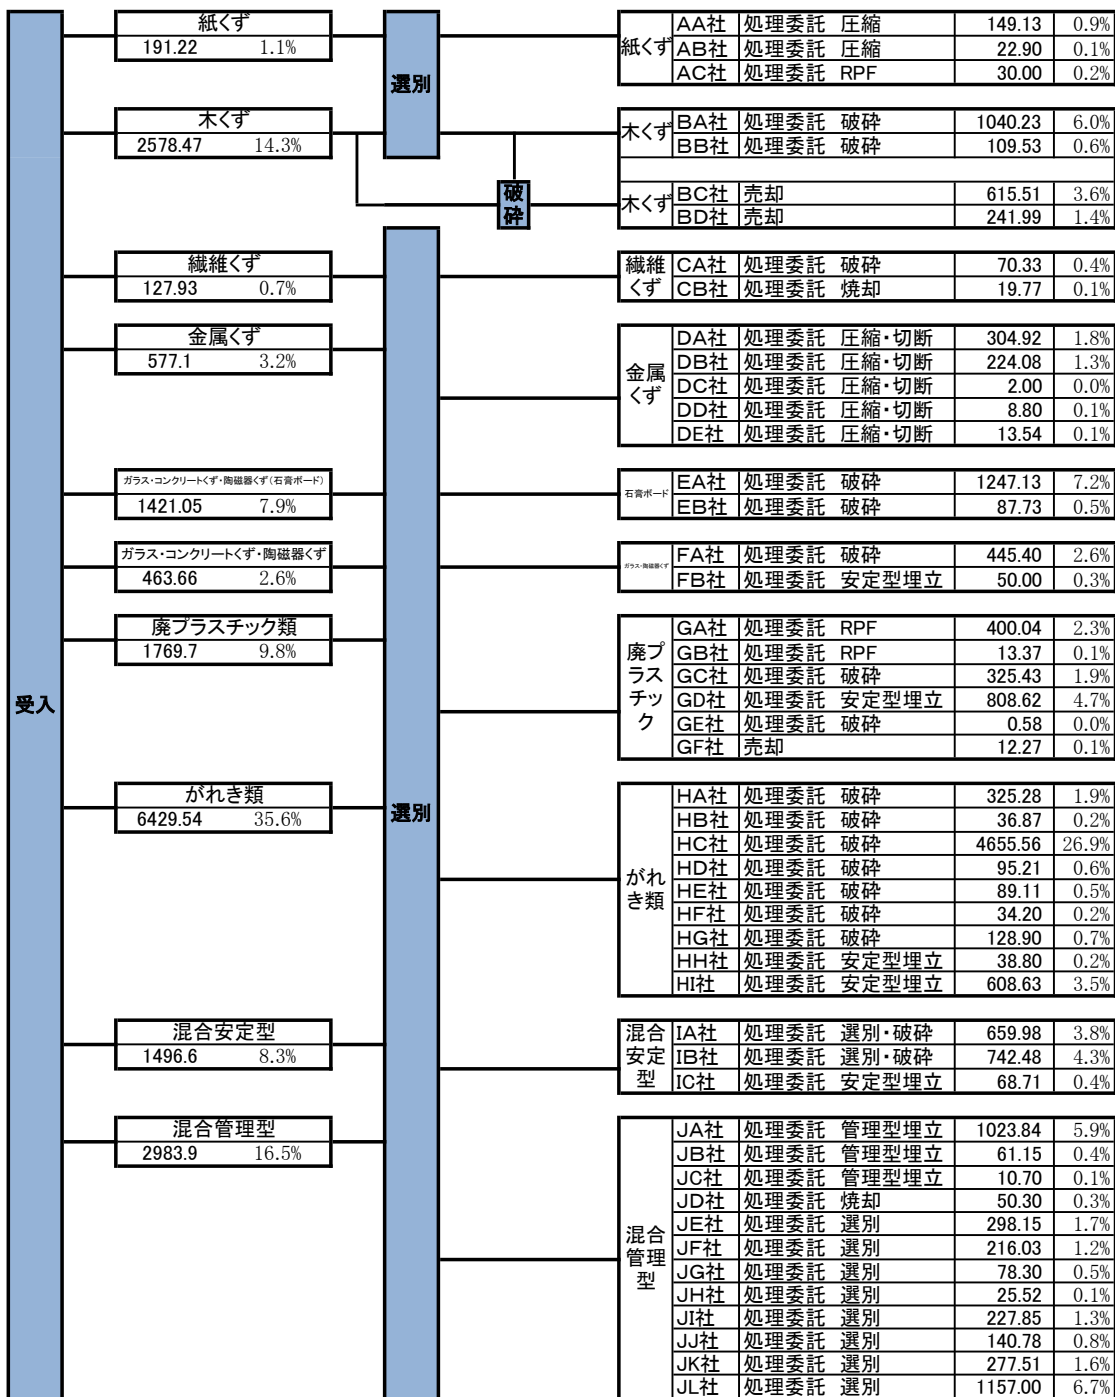 受入
紙くず
191.22 1.1%
選別
紙くず
AA社 処理委託 圧縮 149.13 0.9%
AB社 処理委託 圧縮 22.90 0.1%
AC社 処理委託 RPF 30.00 0.2%
木くず
2578.47 14.3%
木くず
BA社 処理委託 破砕 1040.23 6.0%
BB社 処理委託 破砕 109.53 0.6%
破砕
木くず
BC社 売却 615.51 3.6%
BD社 売却 241.99 1.4%
選別
繊維くず
127.93 0.7%
繊維くず
CA社 処理委託 破砕 70.33 0.4%
CB社 処理委託 焼却 19.77 0.1%
金属くず
577.1 3.2%
金属くず
DA社 処理委託 圧縮・切断 304.92 1.8%
DB社 処理委託 圧縮・切断 224.08 1.3%
DC社 処理委託 圧縮・切断 2.00 0.0%
DD社 処理委託 圧縮・切断 8.80 0.1%
DE社 処理委託 圧縮・切断 13.54 0.1%
ガラス・コンクリートくず・陶磁器くず(石膏ボード)
1421.05 7.9%
石膏ボード
EA社 処理委託 破砕 1247.13 7.2%
EB社 処理委託 破砕 87.73 0.5%
ガラス・コンクリートくず・陶磁器くず
463.66 2.6%
ガラス・陶磁器くず
FA社 処理委託 破砕 445.40 2.6%
FB社 処理委託 安定型埋立 50.00 0.3%
廃プラスチック類
1769.7 9.8%
廃プラスチック
GA社 処理委託 RPF 400.04 2.3%
GB社 処理委託 RPF 13.37 0.1%
GC社 処理委託 破砕 325.43 1.9%
GD社 処理委託 安定型埋立 808.62 4.7%
GE社 処理委託 破砕 0.58 0.0%
GF社 売却 12.27 0.1%
がれき類
6429.54 35.6%
がれき類
HA社 処理委託 破砕 325.28 1.9%
HB社 処理委託 破砕 36.87 0.2%
HC社 処理委託 破砕 4655.56 26.9%
HD社 処理委託 破砕 95.21 0.6%
HE社 処理委託 破砕 89.11 0.5%
HF社 処理委託 破砕 34.20 0.2%
HG社 処理委託 破砕 128.90 0.7%
HH社 処理委託 安定型埋立 38.80 0.2%
HI社 処理委託 安定型埋立 608.63 3.5%
混合安定型
1496.6 8.3%
混合安定型
IA社 処理委託 選別・破砕 659.98 3.8%
IB社 処理委託 選別・破砕 742.48 4.3%
IC社 処理委託 安定型埋立 68.71 0.4%
混合管理型
2983.9 16.5%
混合管理型
JA社 処理委託 管理型埋立 1023.84 5.9%
JB社 処理委託 管理型埋立 61.15 0.4%
JC社 処理委託 管理型埋立 10.70 0.1%
JD社 処理委託 焼却 50.30 0.3%
JE社 処理委託 選別 298.15 1.7%
JF社 処理委託 選別 216.03 1.2%
JG社 処理委託 選別 78.30 0.5%
JH社 処理委託 選別 25.52 0.1%
JI社 処理委託 選別 227.85 1.3%
JJ社 処理委託 選別 140.78 0.8%
JK社 処理委託 選別 277.51 1.6%
JL社 処理委託 選別 1157.00 6.7%